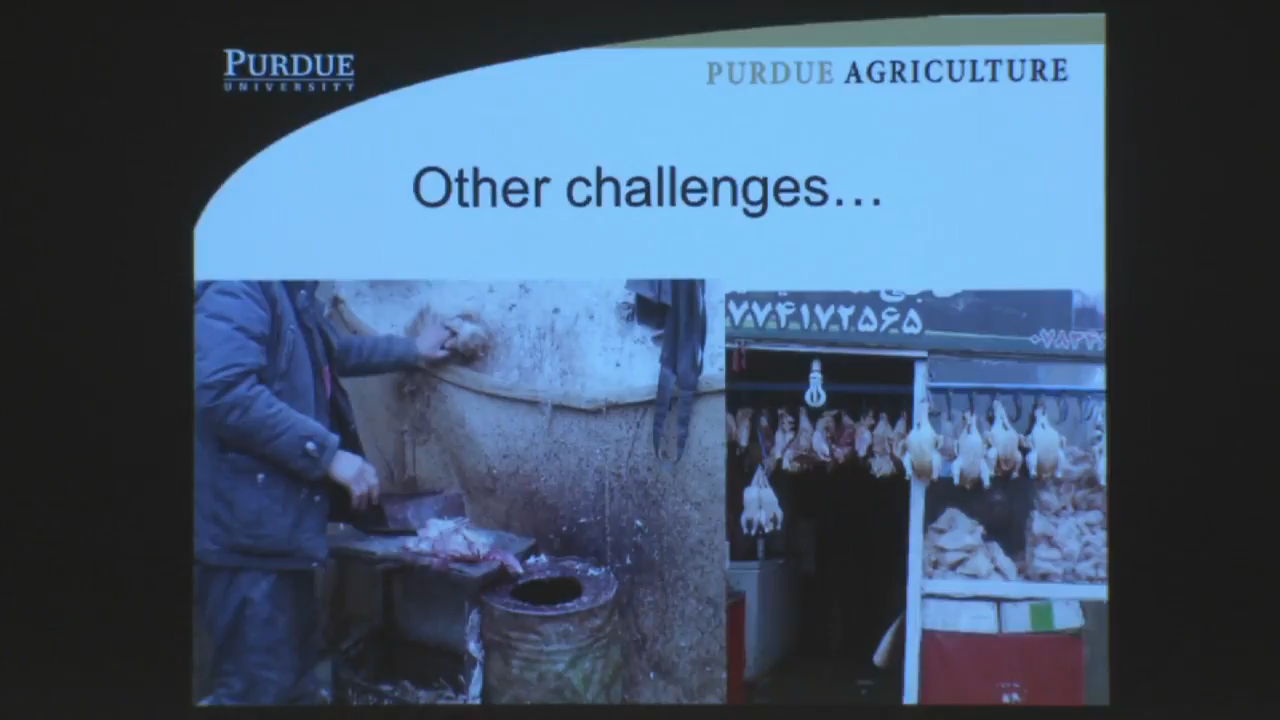 PURDUE
UNIVERSITY
PURDUE AGRICULTURE
Other challenges…
۷۷۴۱۷۲۵۶۵